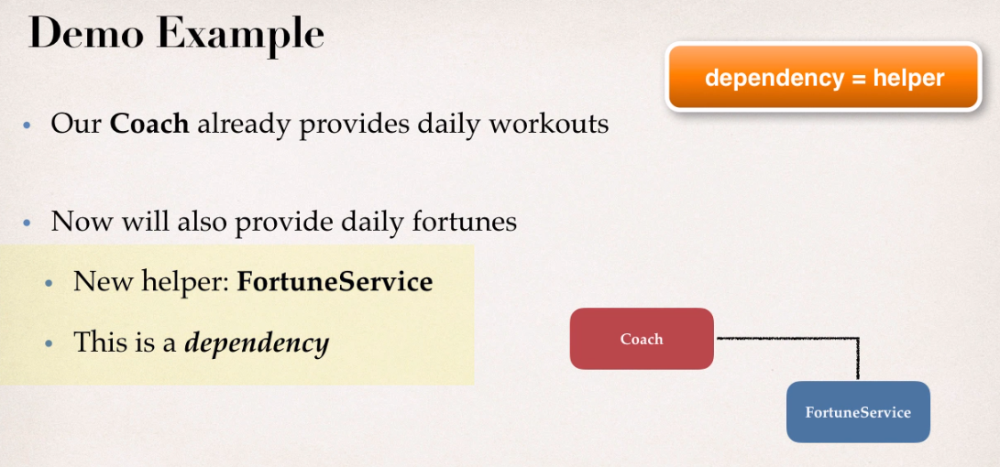 Demo Example
dependency = helper
• Our Coach already provides daily workouts
• Now will also provide daily fortunes
• New helper: FortuneService
• This is a dependency
Coach
FortuneService